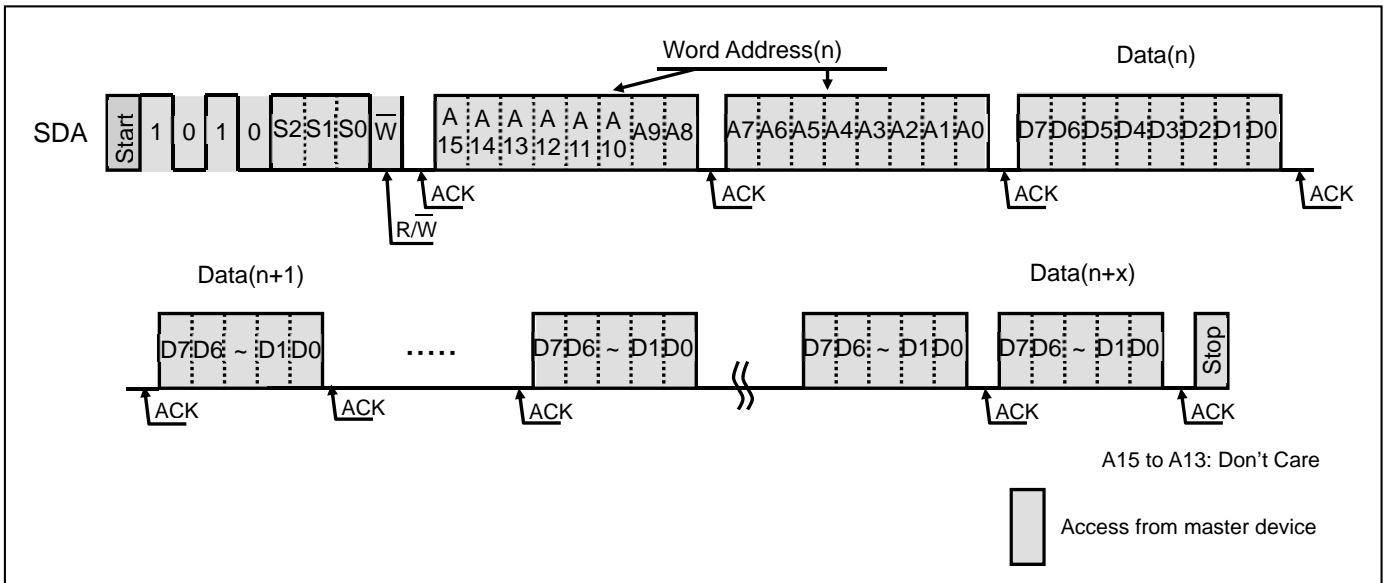 Word Address(n)
Data(n)
SDA Start 1 0 1 0 S2 S1 S0 W A15 A14 A13 A12 A11 A10 A9 A8 A7 A6 A5 A4 A3 A2 A1 A0 D7 D6 D5 D4 D3 D2 D1 D0
ACK ACK ACK ACK
R/W
Data(n+1)
Data(n+x)
D7 D6 ~ D1 D0 ..... D7 D6 ~ D1 D0 D7 D6 ~ D1 D0 D7 D6 ~ D1 D0 Stop
ACK ACK ACK ACK ACK
A15 to A13: Don't Care
Access from master device